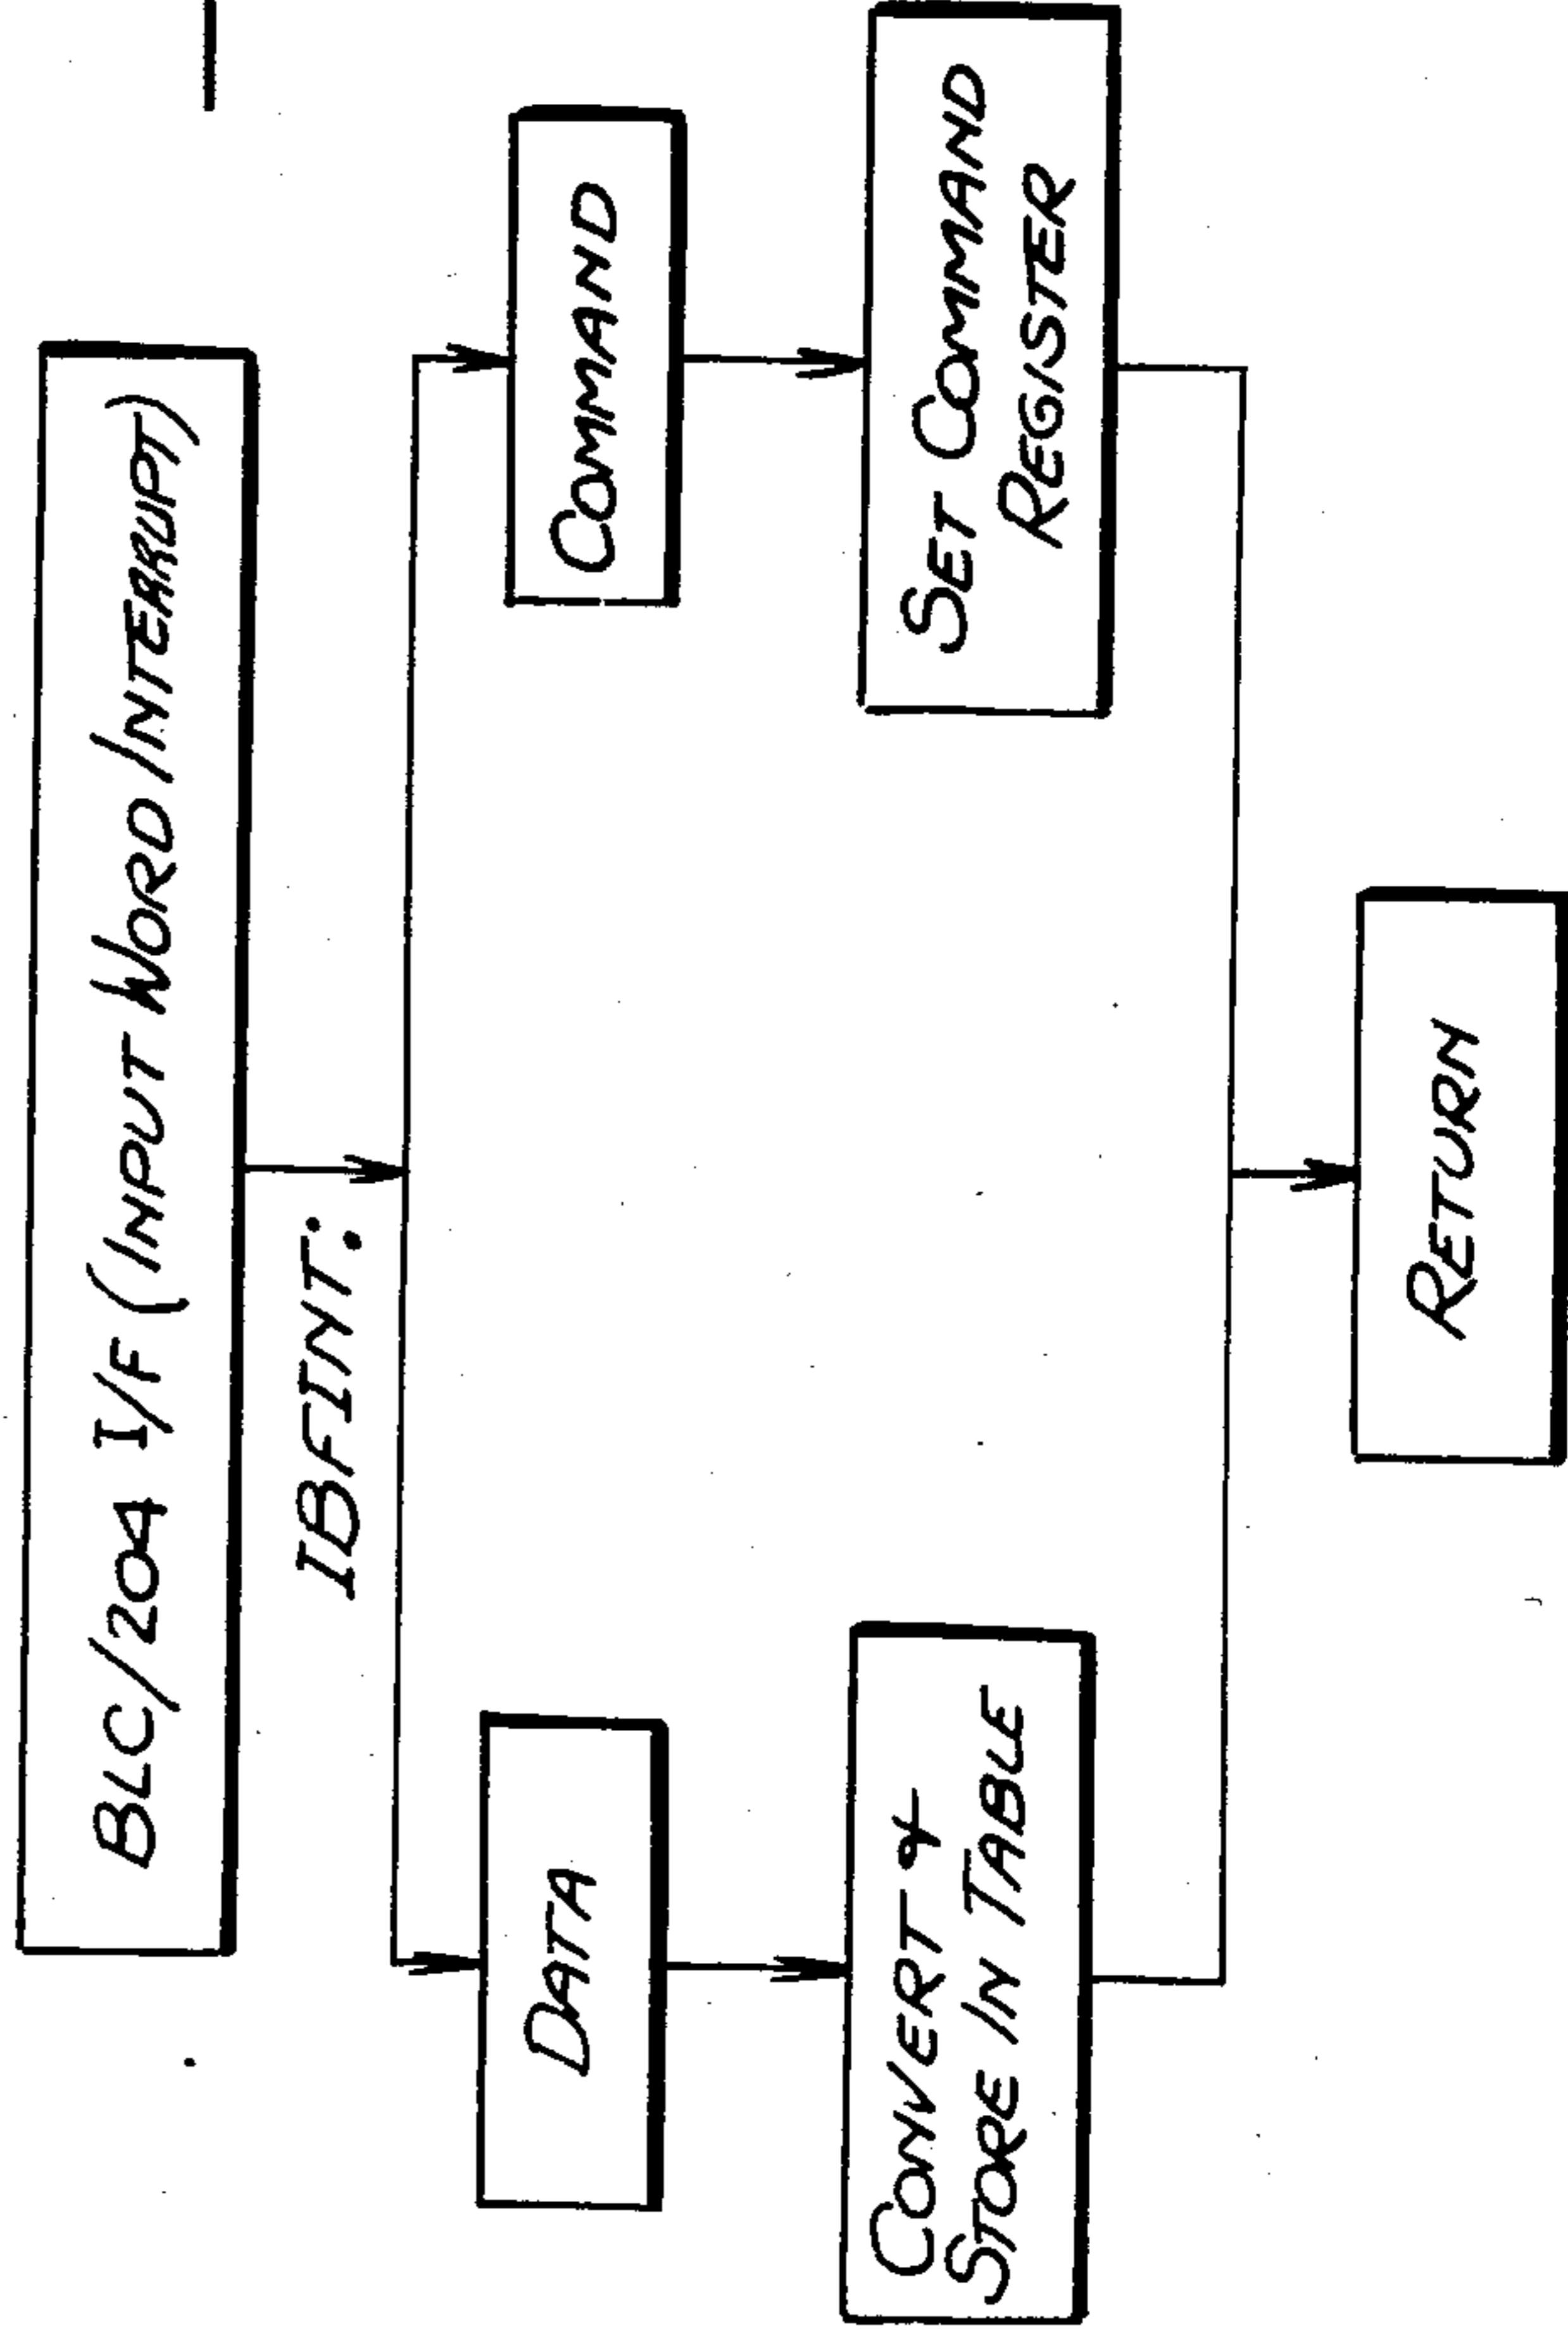 BLC/204 I/F (INPUT WORD INTERRUPT)
IBFINT:
DATA
COMMAND
CONVERT &
STORE IN TABLE
SET COMMAND
REGISTER
RETURN